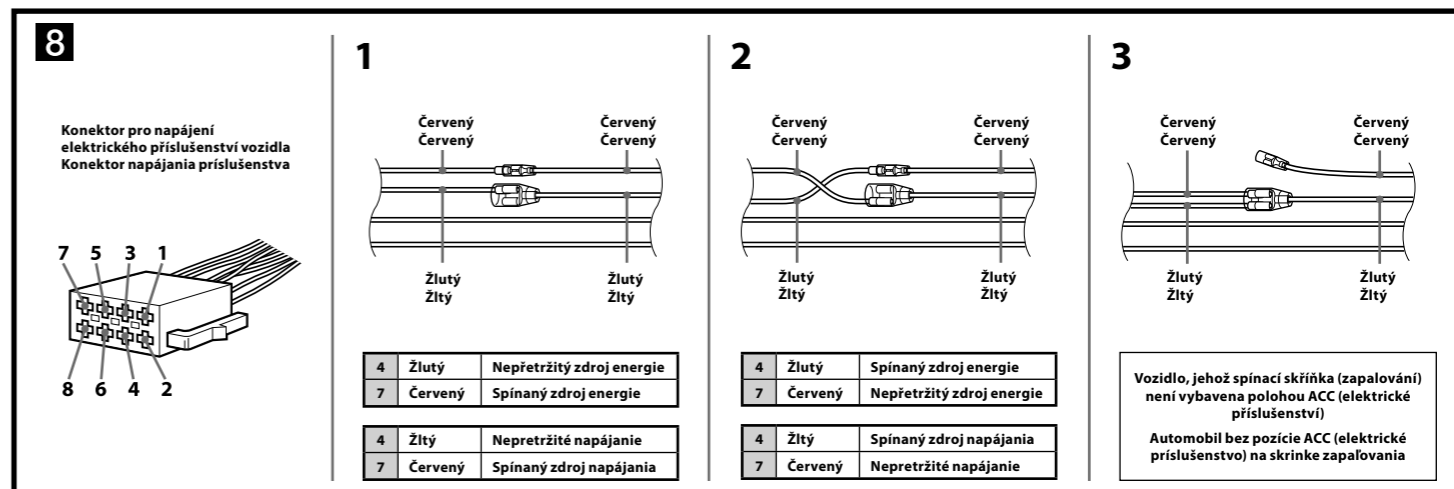 8
Konektor pro napájení
elektrického příslušenství vozidla
Konektor napájania príslušenstva
7 5 3 1
8 6 4 2
1
Červený Červený
Červený Červený
Žlutý Žlutý
Žltý Žltý
4 Žlutý Nepřetržitý zdroj energie
7 Červený Spínaný zdroj energie
4 Žltý Nepretržité napájanie
7 Červený Spínaný zdroj napájania
2
Červený Červený
Červený Červený
Žlutý Žlutý
Žltý Žltý
4 Žlutý Spínaný zdroj energie
7 Červený Nepřetržitý zdroj energie
4 Žltý Spínaný zdroj napájania
7 Červený Nepretržité napájanie
3
Červený Červený
Červený Červený
Žlutý Žlutý
Žltý Žltý
Vozidlo, jehož spínací skříňka (zapalování)
není vybavena polohou ACC (elektrické
příslušenství)
Automobil bez pozície ACC (elektrické
príslušenstvo) na skrinke zapaľovania